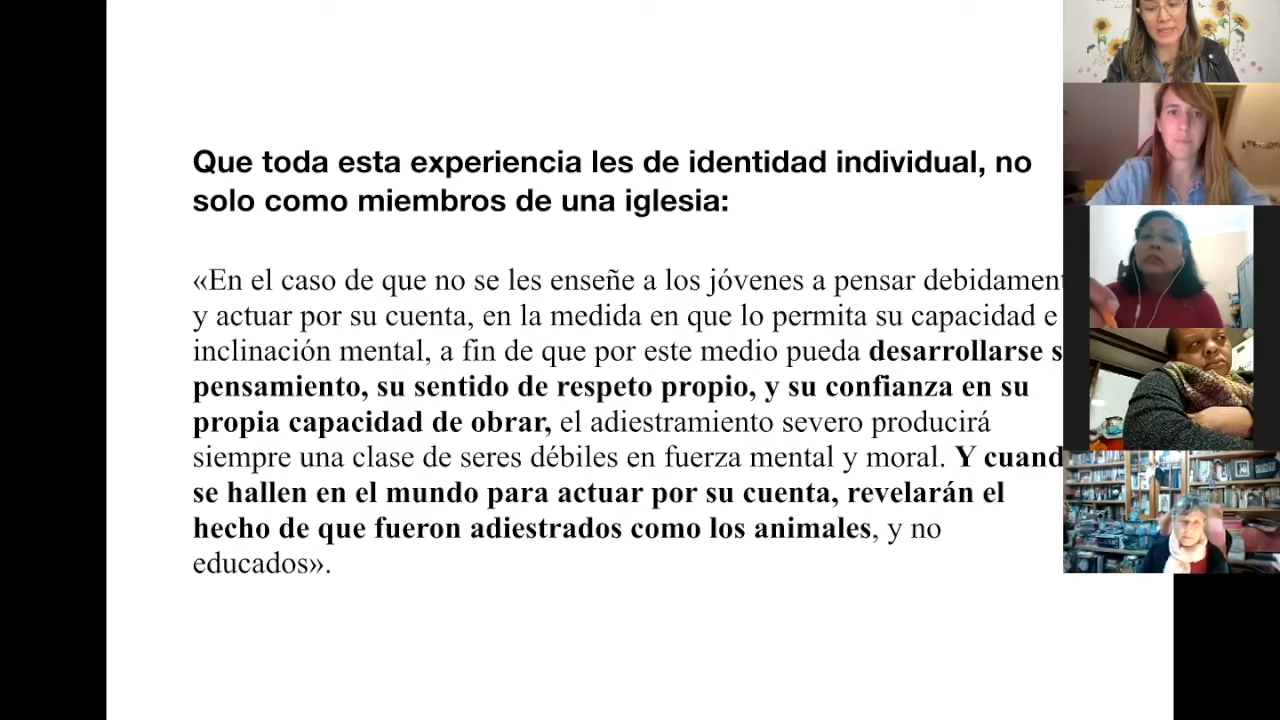 Que toda esta experiencia les de identidad individual, no
solo como miembros de una iglesia:
«En el caso de que no se les enseñe a los jóvenes a pensar
y actuar por su cuenta, en la medida en que lo permita su capacidad e
inclinación mental, a fin de que por este medio pueda desarrollarse
pensamiento, su sentido de respeto propio, y su confianza en su
propia capacidad de obrar, el adiestramiento severo producirá
siempre una clase de seres débiles en fuerza mental y moral. Y
se hallen en el mundo para actuar por su cuenta, revelarán el
hecho de que fueron adiestrados como los animales, y no
educados».